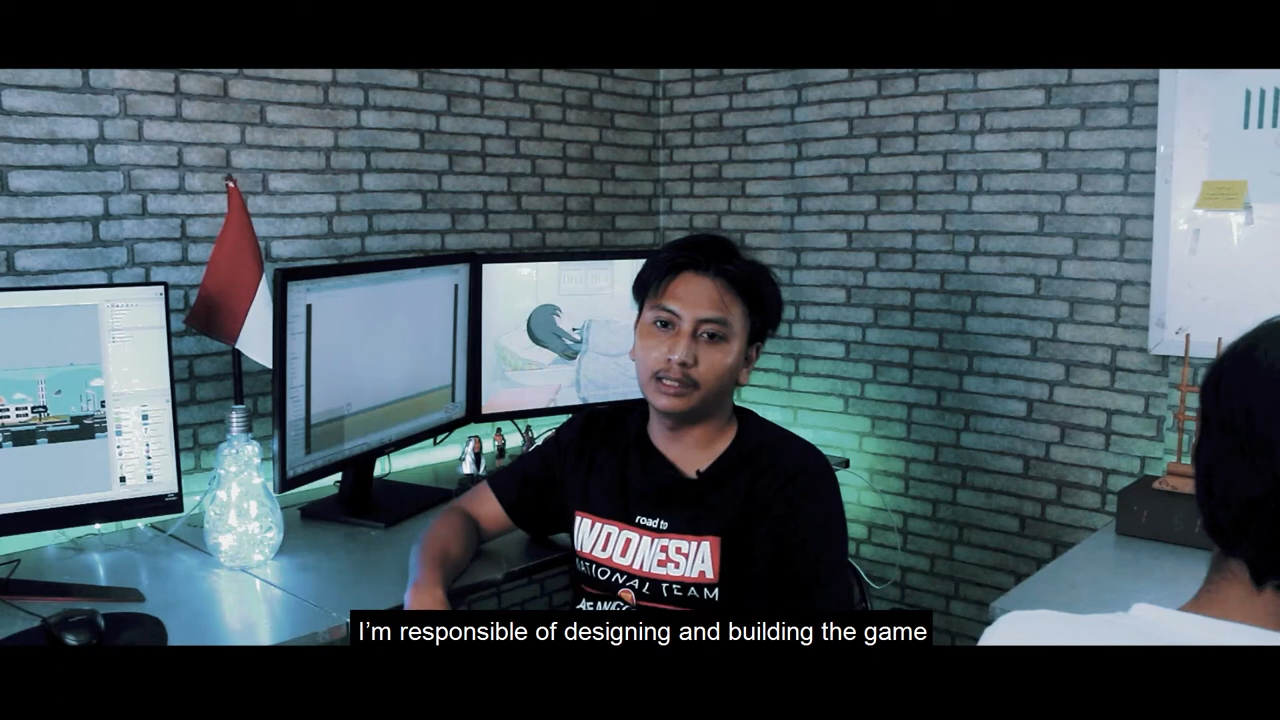 road to
INDONESIA
NATIONAL TEAM
I'm responsible of designing and building the game